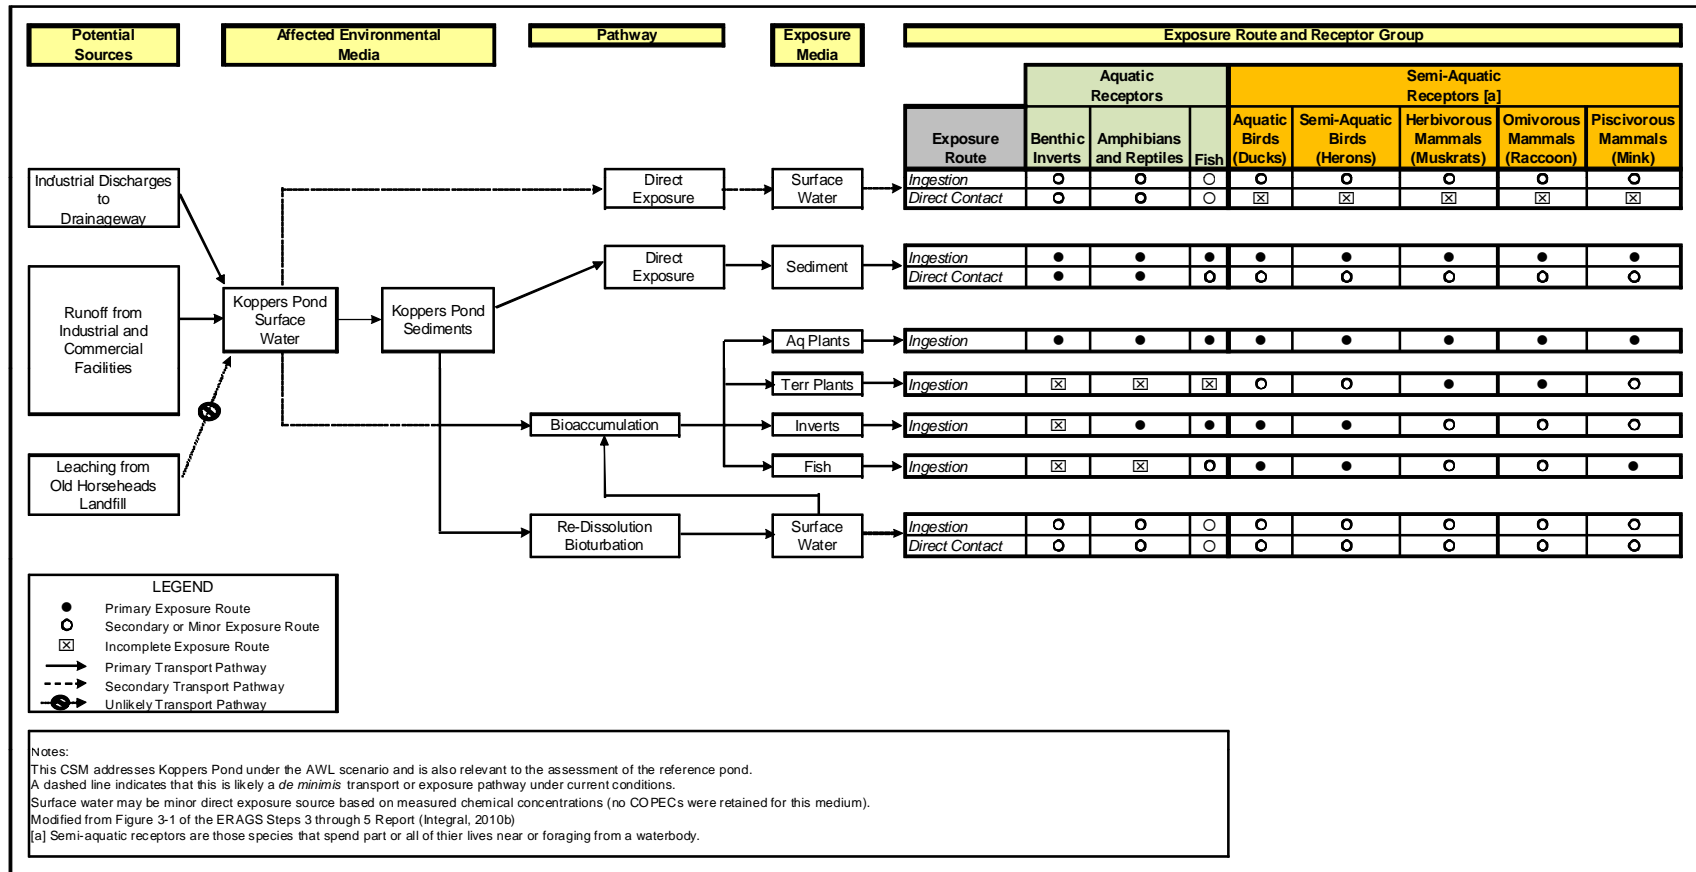 Potential
Sources
Affected Environmental
Media
Pathway
Exposure
Media
Exposure Route and Receptor Group
Aquatic
Receptors
Semi-Aquatic
Receptors [a]
Exposure
Route
Benthic
Inverts
Amphibians
and Reptiles
Fish
Aquatic
Birds
(Ducks)
Semi-Aquatic
Birds
(Herons)
Herbivorous
Mammals
(Muskrats)
Omivorous
Mammals
(Raccoon)
Piscivorous
Mammals
(Mink)
Industrial Discharges
to
Drainageway
Direct
Exposure
Surface
Water
Ingestion
Direct Contact
Runoff from
Industrial and
Commercial
Facilities
Koppers Pond
Surface
Water
Koppers Pond
Sediments
Direct
Exposure
Sediment
Ingestion
Direct Contact
Aq Plants
Ingestion
Terr Plants
Ingestion
Bioaccumulation
Inverts
Ingestion
Fish
Ingestion
Leaching from
Old Horseheads
Landfill
Re-Dissolution
Bioturbation
Surface
Water
Ingestion
Direct Contact
LEGEND
Primary Exposure Route
Secondary or Minor Exposure Route
Incomplete Exposure Route
Primary Transport Pathway
Secondary Transport Pathway
Unlikely Transport Pathway
Notes:
This CSM addresses Koppers Pond under the AWL scenario and is also relevant to the assessment of the reference pond.
A dashed line indicates that this is likely a de minimis transport or exposure pathway under current conditions.
Surface water may be minor direct exposure source based on measured chemical concentrations (no COPECs were retained for this medium).
Modified from Figure 3-1 of the ERAGS Steps 3 through 5 Report (Integral, 2010b)
[a] Semi-aquatic receptors are those species that spend part or all of thier lives near or foraging from a waterbody.